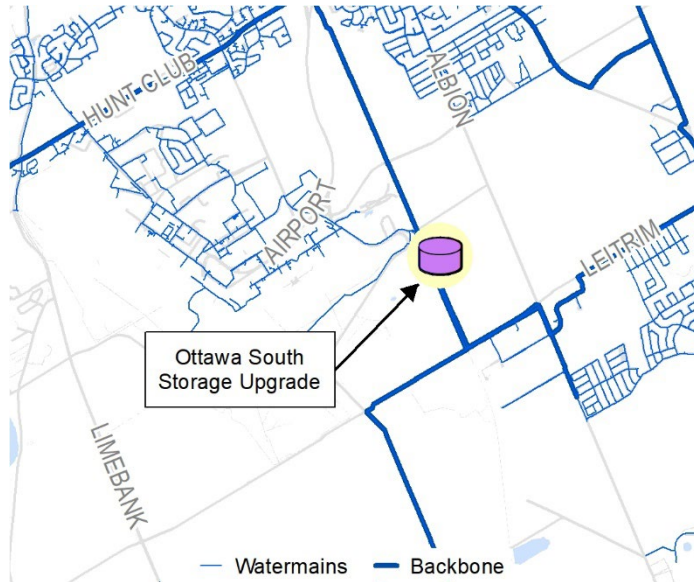 HUNT CLUB
ALBION
AIRPORT
LEITRIM
Ottawa South
Storage Upgrade
LIMEBANK
Watermains
Backbone